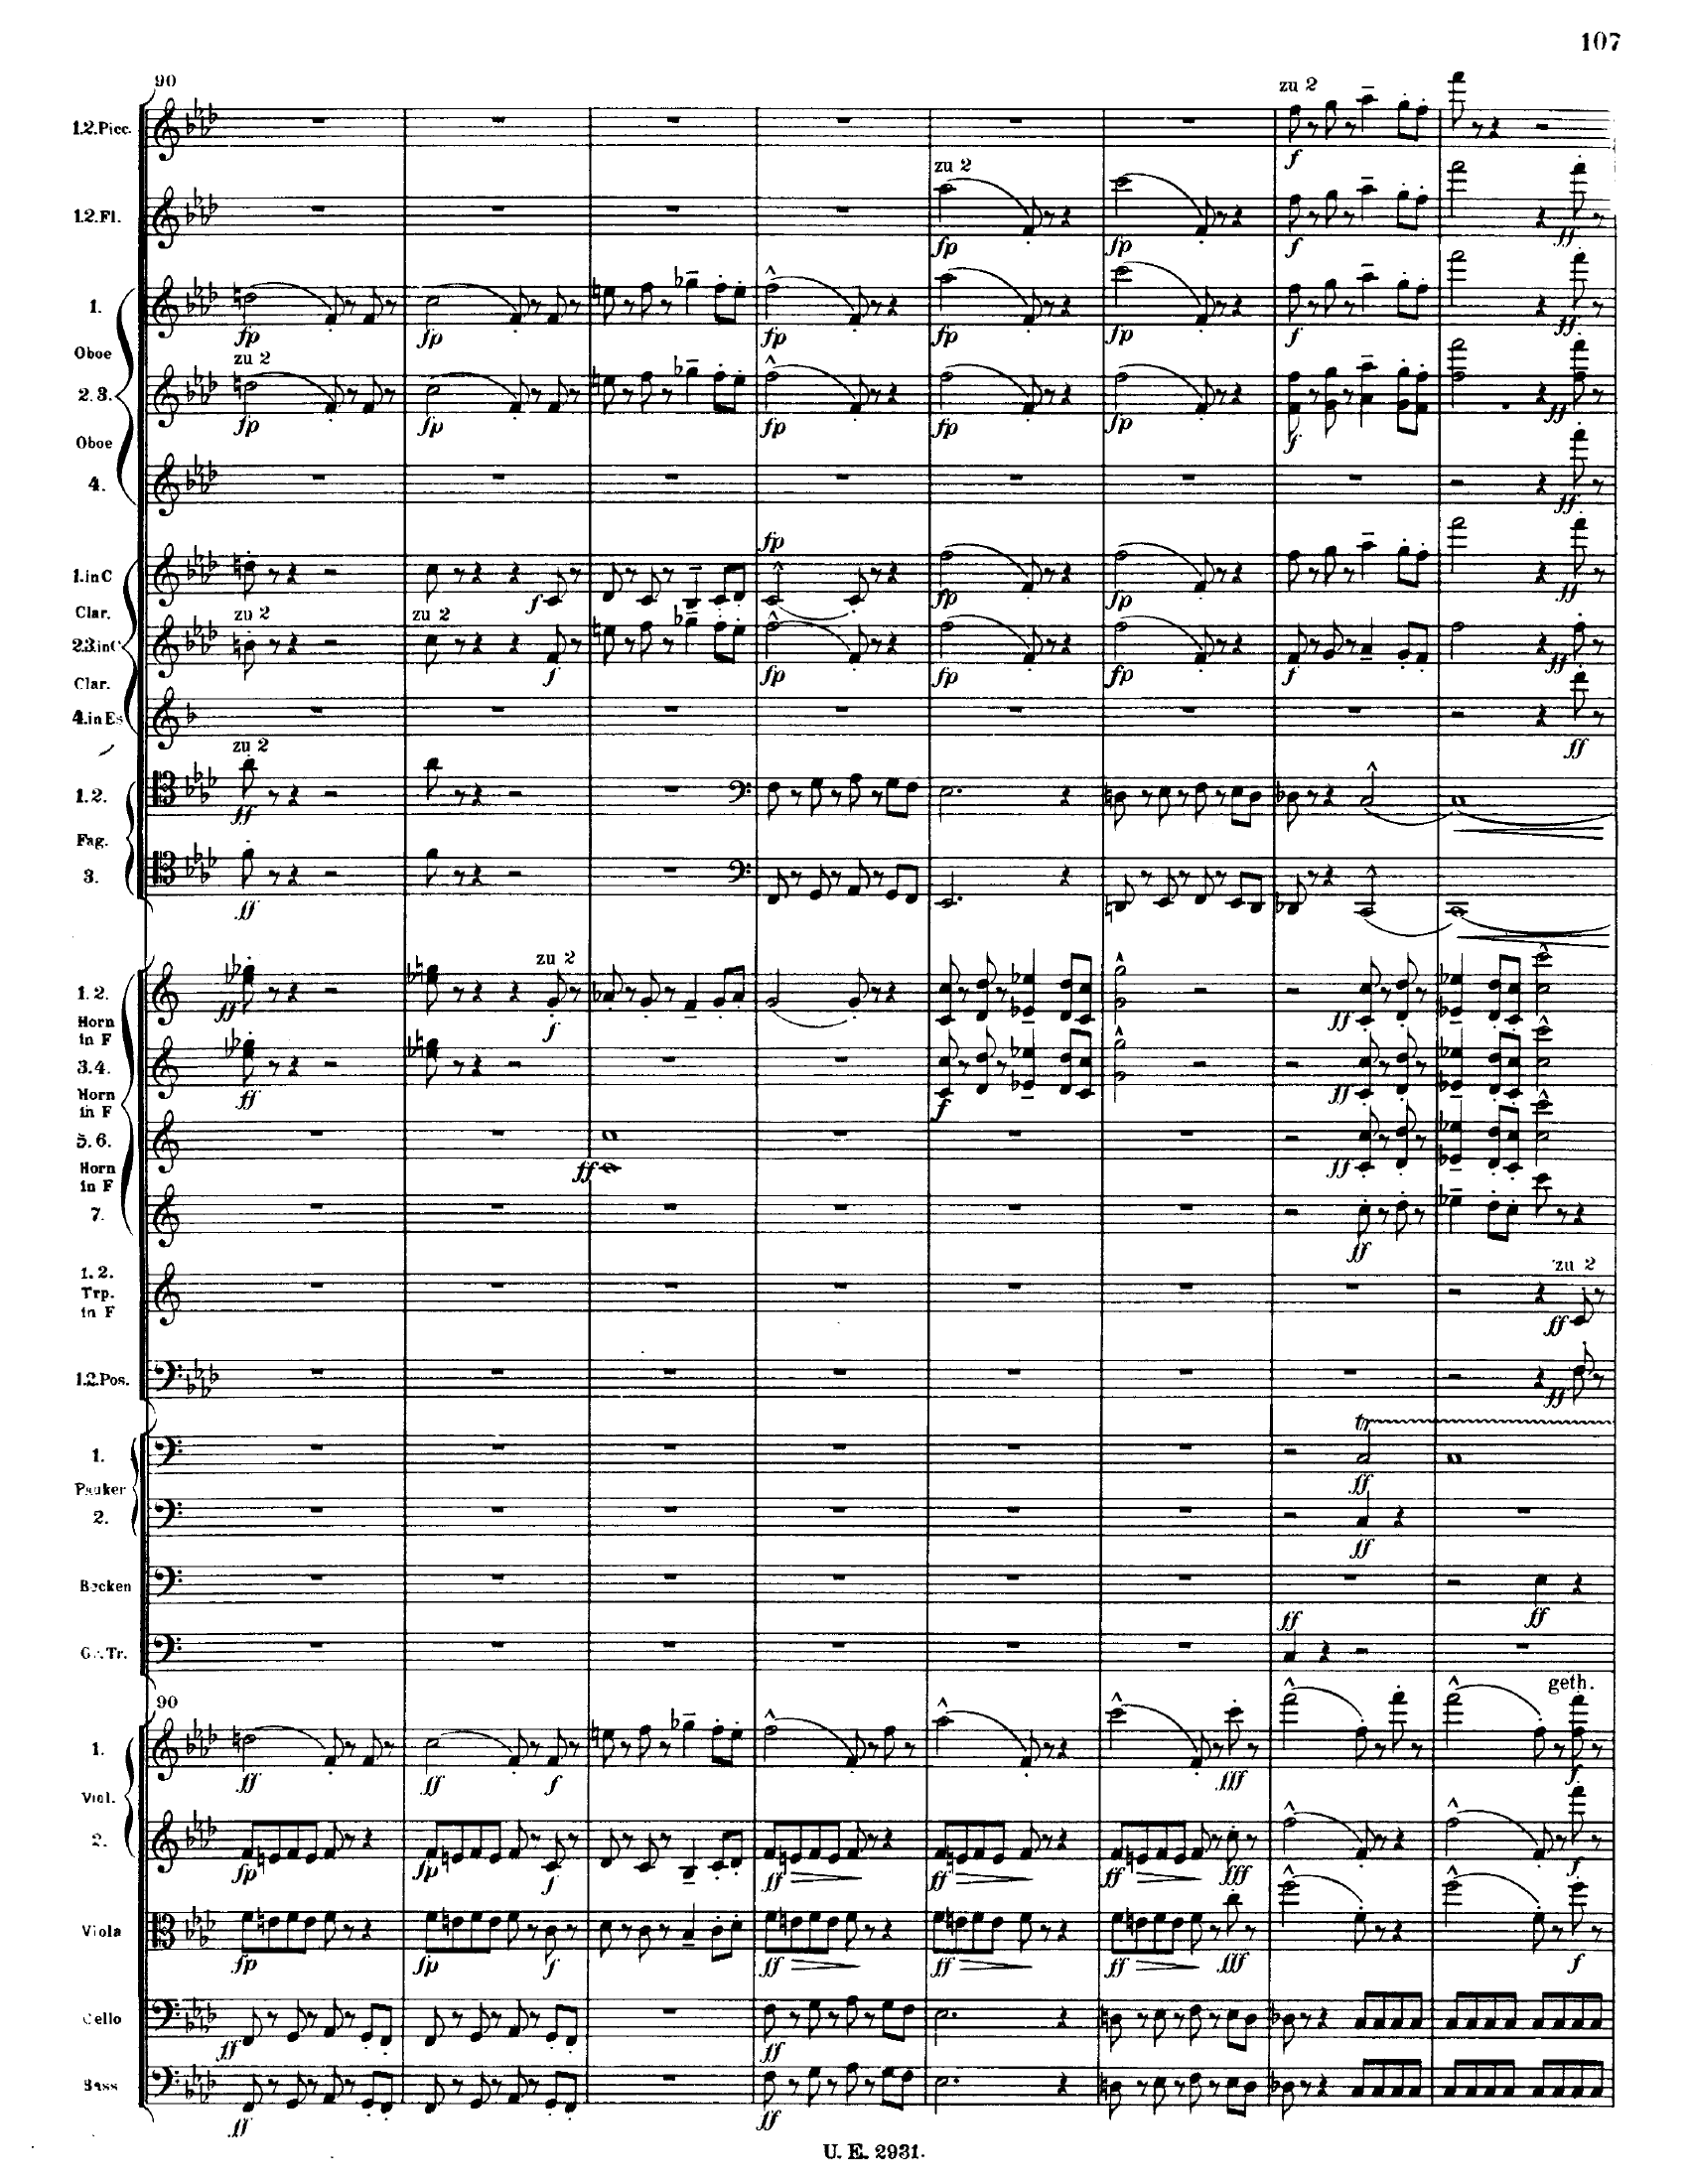 107
90
zu 2
1.2.Picc.
f
zu 2
1.2.Fl.
fp
fp
f
ff
1.
fp
fp
fp
fp
fp
f
ff
Oboe
zu 2
2.3.
fp
fp
fp
fp
fp
f
ff
Oboe
4.
ff
fp
1.in C
f
fp
fp
ff
Clar.
zu 2
zu 2
f
fp
fp
fp
f
ff
Clar.
4.in Es
ff
zu 2
1.2.
ff
Fag.
3.
ff
zu 2
1.2.
ff
f
ff
Horn
in F
3.4.
ff
f
ff
Horn
in F
5.6.
ff
ff
Horn
in F
7.
ff
1.2.
Trp.
in F
zu 2
ff
1.2.Pos.
ff
tr
1.
ff
Pauker
2.
ff
Becken
ff
ff
G. Tr.
90
geth.
1.
ff
ff
f
fff
f
Viol.
2.
fp
fp
f
ff
ff
ff
fff
f
Viola
fp
fp
f
ff
ff
ff
fff
f
Cello
ff
ff
Bass
ff
ff
U. E. 2931.